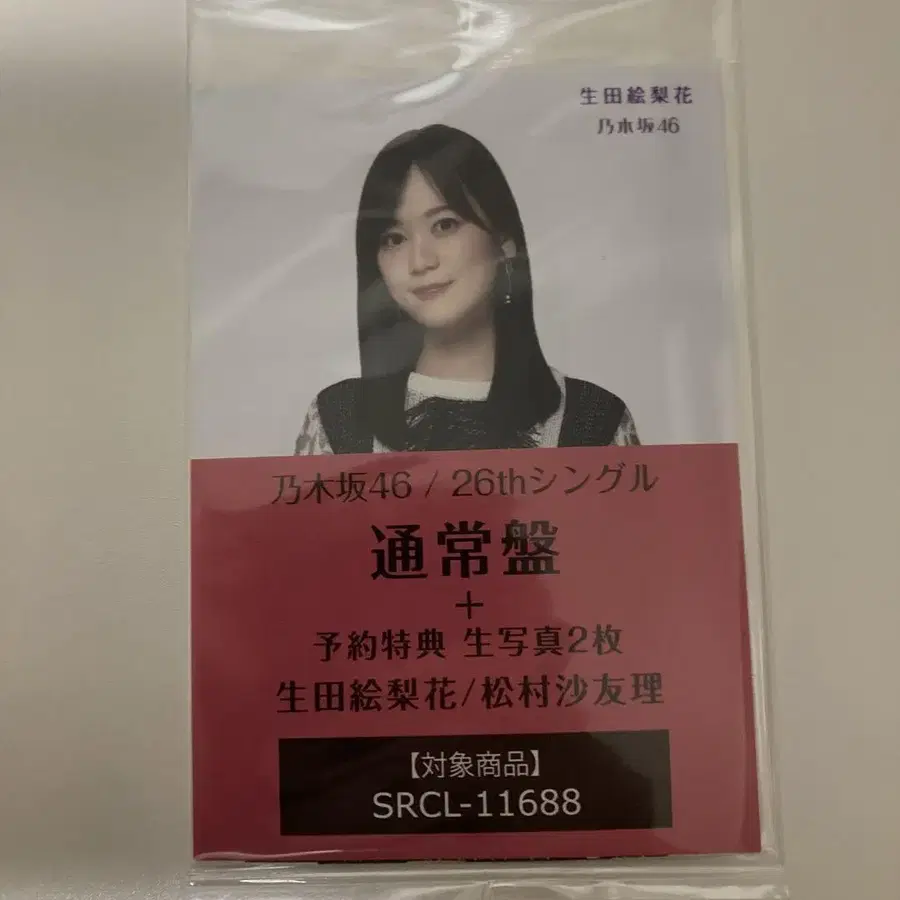 生田絵梨花
乃木坂46
乃木坂46 / 26thシングル
通常盤
+
予約特典 生写真2枚
生田絵梨花/松村沙友理
【対象商品】
SRCL-11688